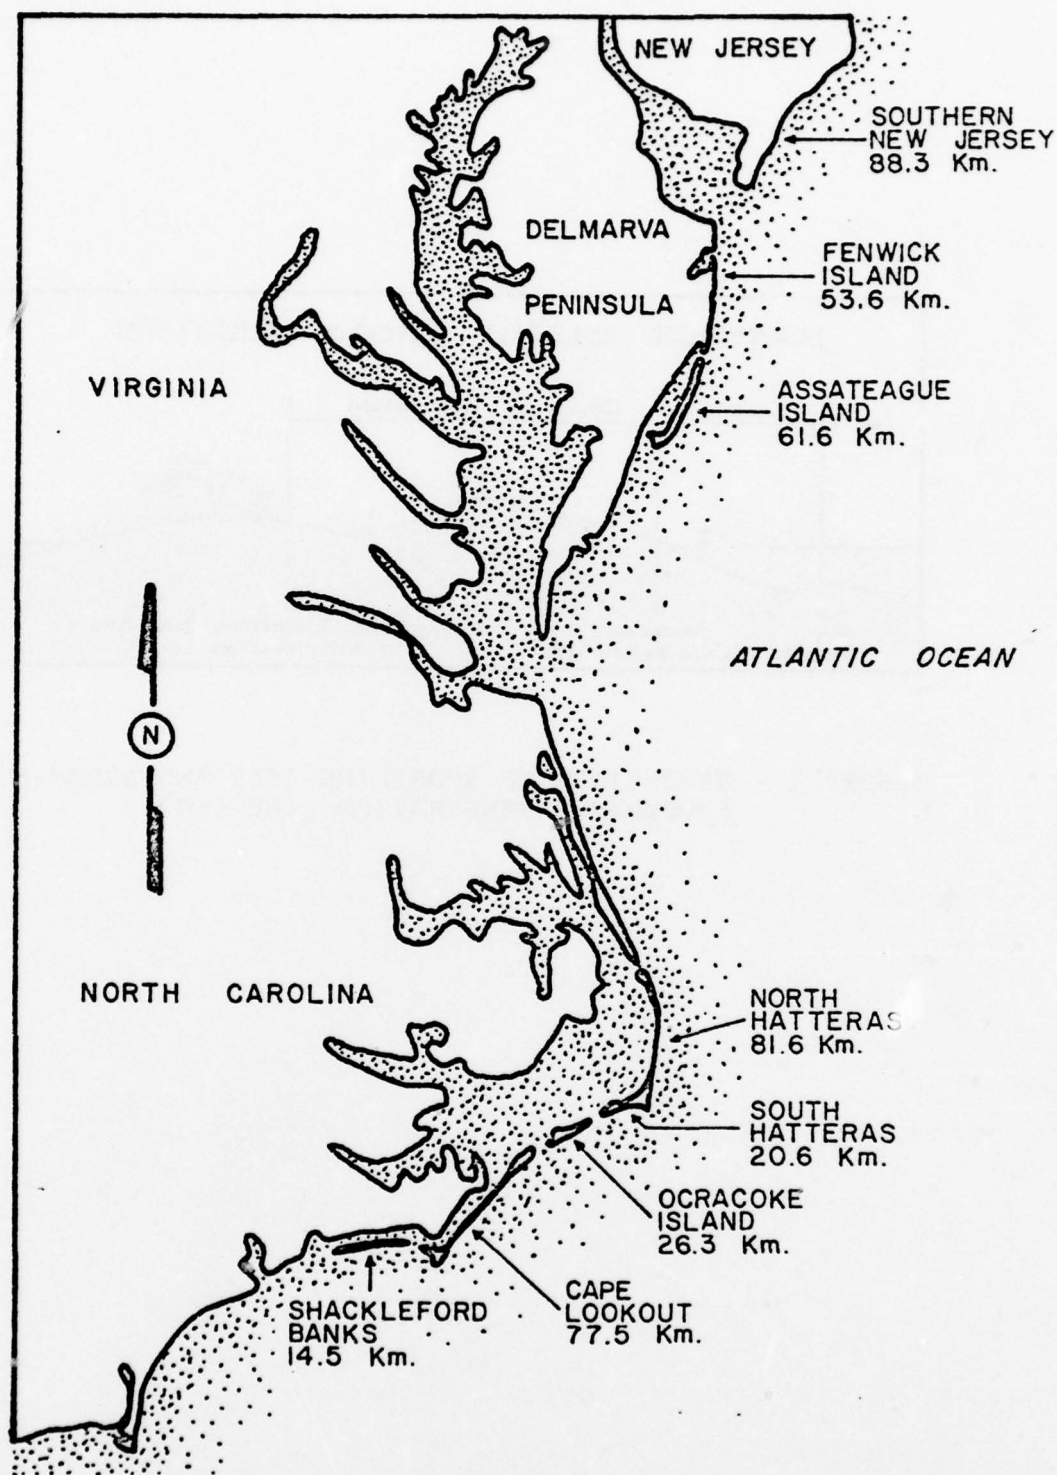 NEW JERSEY
SOUTHERN
NEW JERSEY
88.3 Km.
DELMARVA
PENINSULA
FENWICK
ISLAND
53.6 Km.
VIRGINIA
ASSATEAGUE
ISLAND
61.6 Km.
ATLANTIC OCEAN
N
NORTH CAROLINA
NORTH
HATTERAS
81.6 Km.
SOUTH
HATTERAS
20.6 Km.
OCRACOKE
ISLAND
26.3 Km.
CAPE
LOOKOUT
77.5 Km.
SHACKLEFORD
BANKS
14.5 Km.